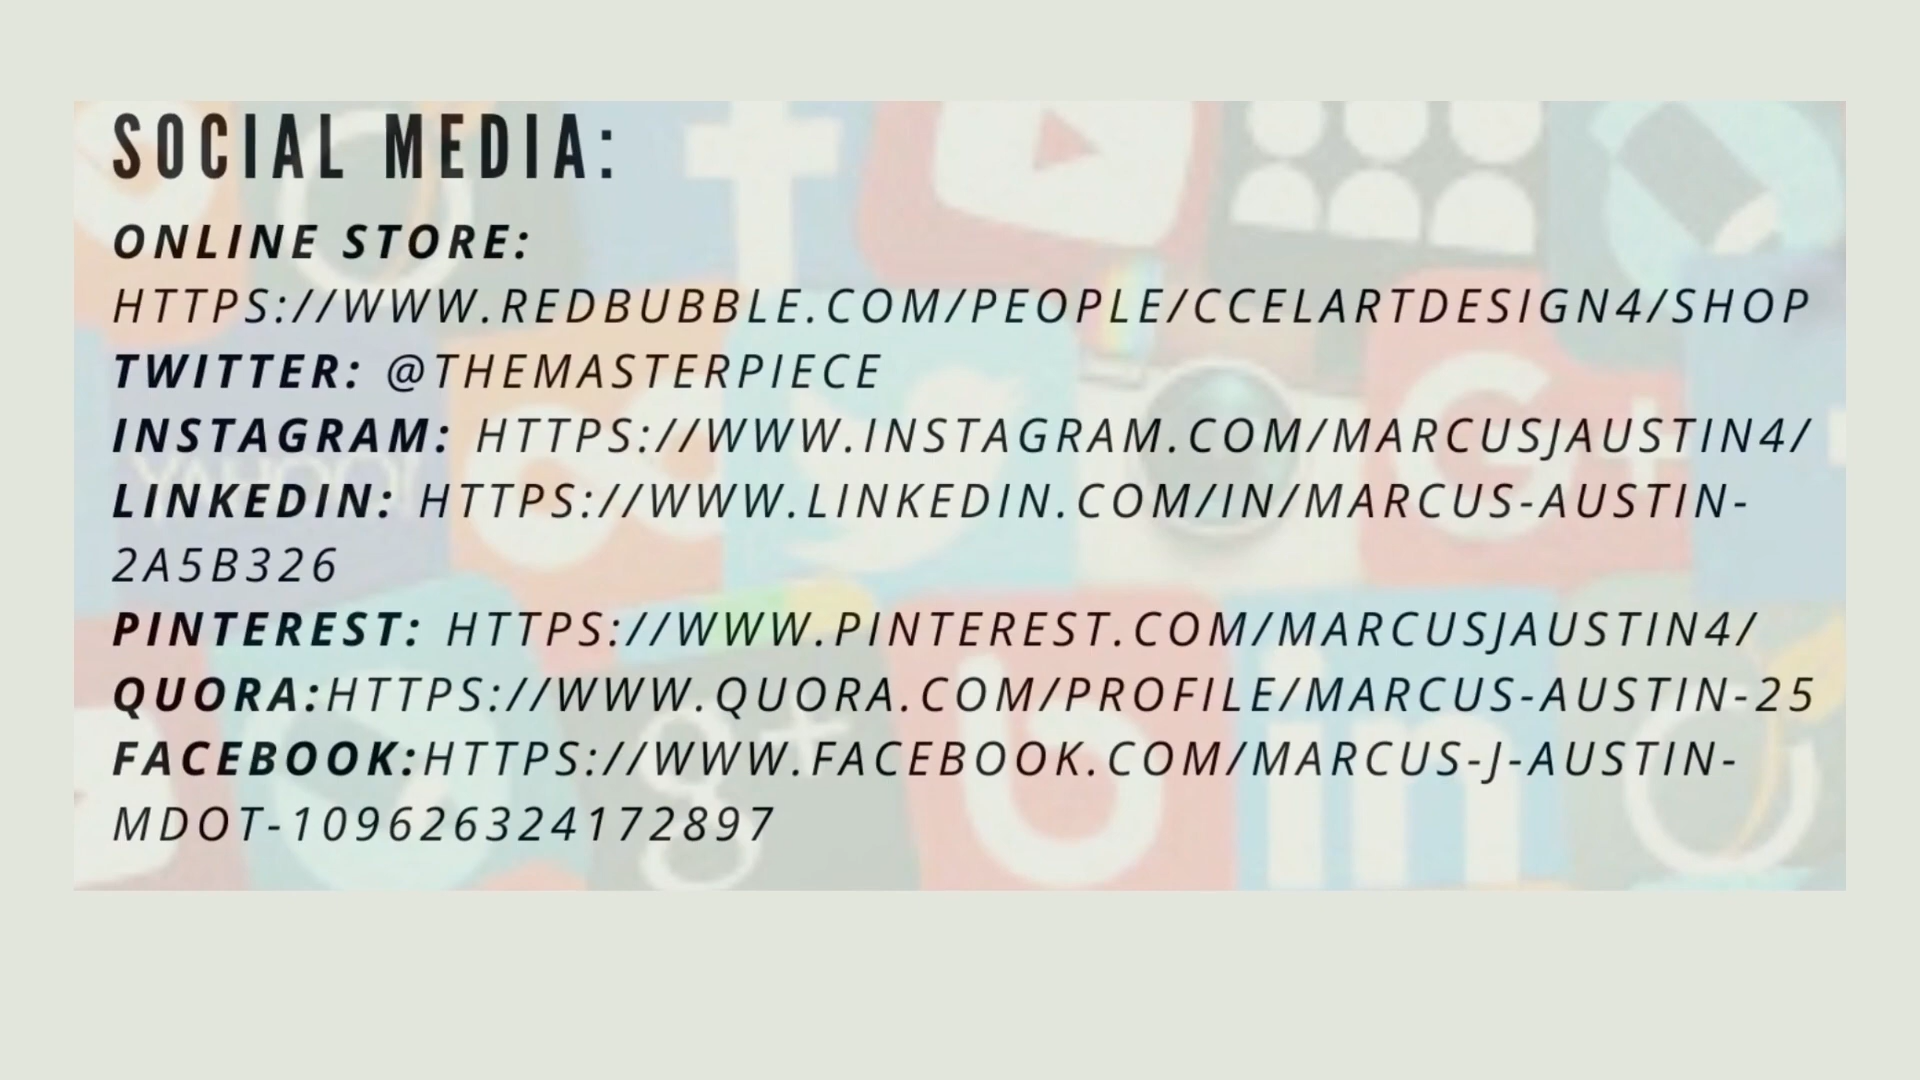 SOCIAL MEDIA:
ONLINE STORE:
HTTPS://WWW.REDBUBBLE.COM/PEOPLE/CCELARTDESIGN4/SHOP
TWITTER: @THEMASTERPIECE
INSTAGRAM: HTTPS://WWW.INSTAGRAM.COM/MARCUSJAUSTIN4/
LINKEDIN: HTTPS://WWW.LINKEDIN.COM/IN/MARCUS-AUSTIN-
2A5B326
PINTEREST: HTTPS://WWW.PINTEREST.COM/MARCUSJAUSTIN4/
QUORA:HTTPS://WWW.QUORA.COM/PROFILE/MARCUS-AUSTIN-25
FACEBOOK:HTTPS://WWW.FACEBOOK.COM/MARCUS-J-AUSTIN-
MDOT-109626324172897
YAHOO!
G+
g+
in